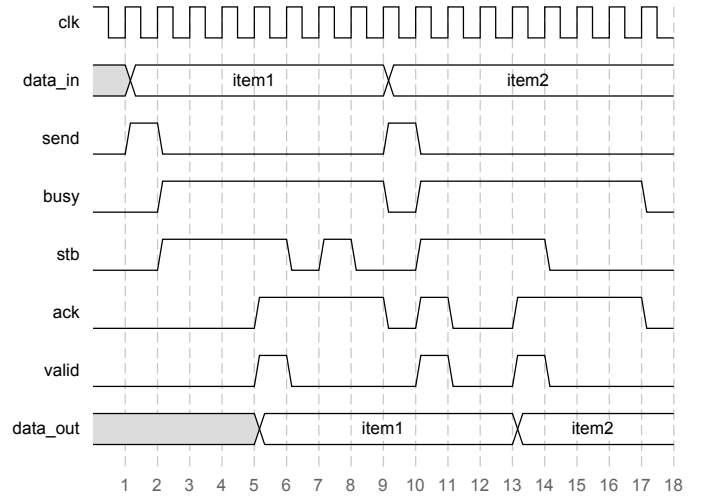 clk
data_in item1 item2
send
busy
stb
ack
valid
data_out item1 item2
1 2 3 4 5 6 7 8 9 10 11 12 13 14 15 16 17 18